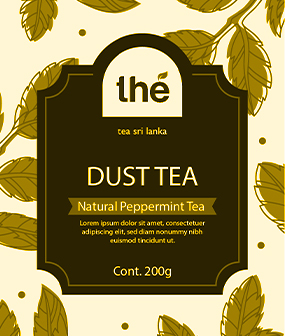 thé
tea sri lanka
DUST TEA
Natural Peppermint Tea
Lorem ipsum dolor sit amet, consectetuer
adipiscing elit, sed diam nonummy nibh
euismod tincidunt ut.
Cont. 200g